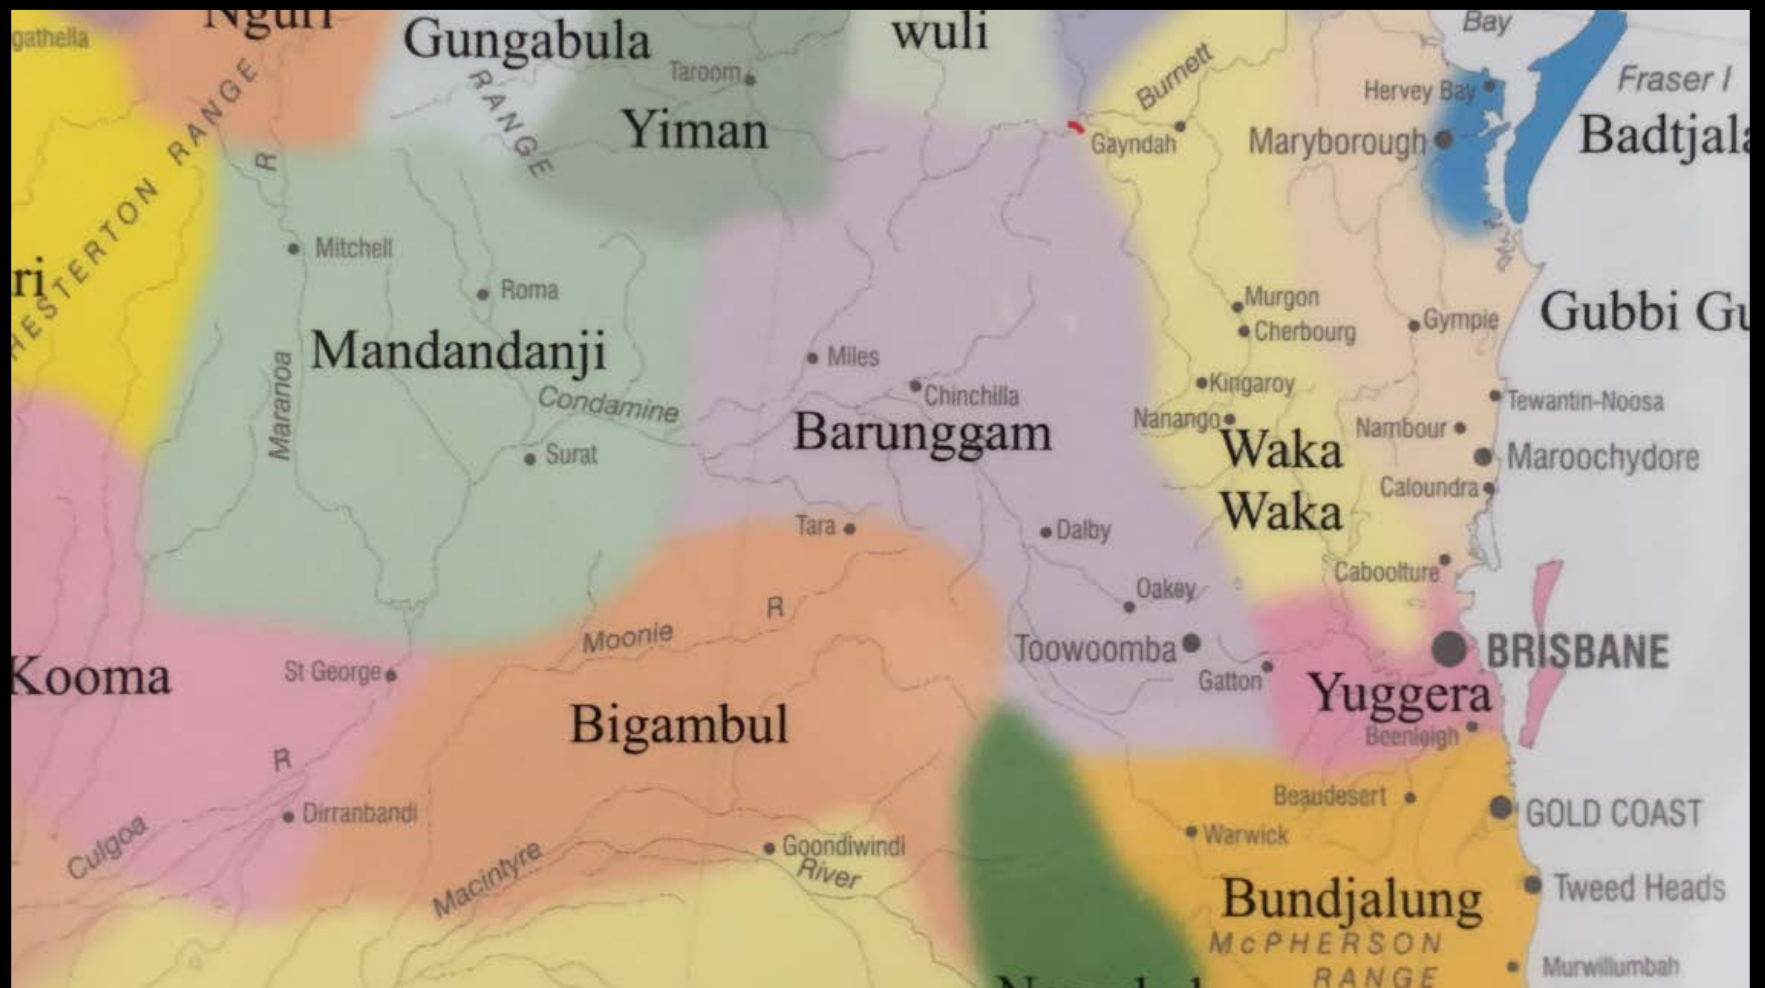 gathella
Nguri
Gungabula
wuli
Bay
RANGE
RANGE
Taroom
Burnett
Hervey Bay
Fraser I
Yiman
Gayndah
Maryborough
Badtjala
R
CHESTERTON
Mitchell
Roma
Murgon
Cherbourg
Gympie
Gubbi Gu
ri
Mandandanji
Maranoa
Miles
Chinchilla
Kingaroy
Nanango
Tewantin-Noosa
Condamine
Barunggam
Waka
Waka
Nambour
Maroochydore
Surat
Caloundra
Tara
Dalby
Caboolture
Oakey
R
Moonie
Toowoomba
BRISBANE
Kooma
St George
Gatton
Yuggera
Bigambul
Beenleigh
R
Beaudesert
GOLD COAST
Dirranbandi
Warwick
Culgoa
Goondiwindi
River
Macintyre
Tweed Heads
Bundjalung
McPHERSON
RANGE
Murwillumbah